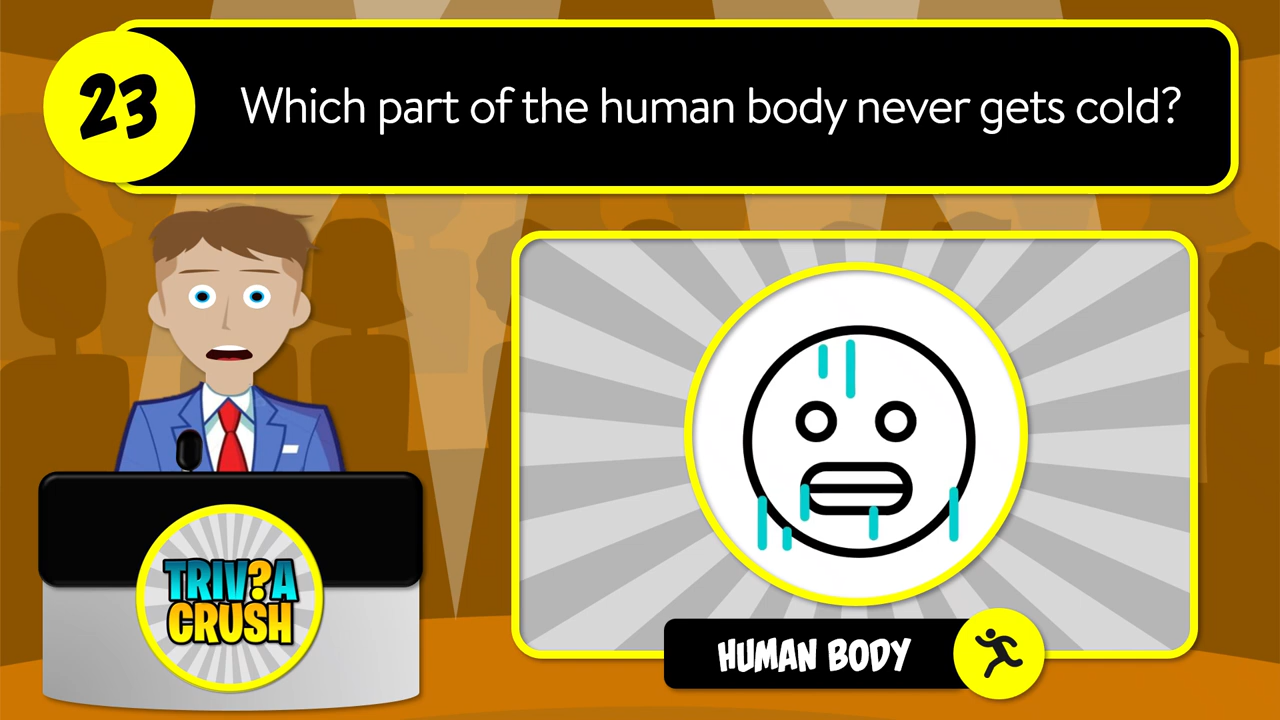 23
Which part of the human body never gets cold?
TRIV?A
CRUSH
HUMAN BODY